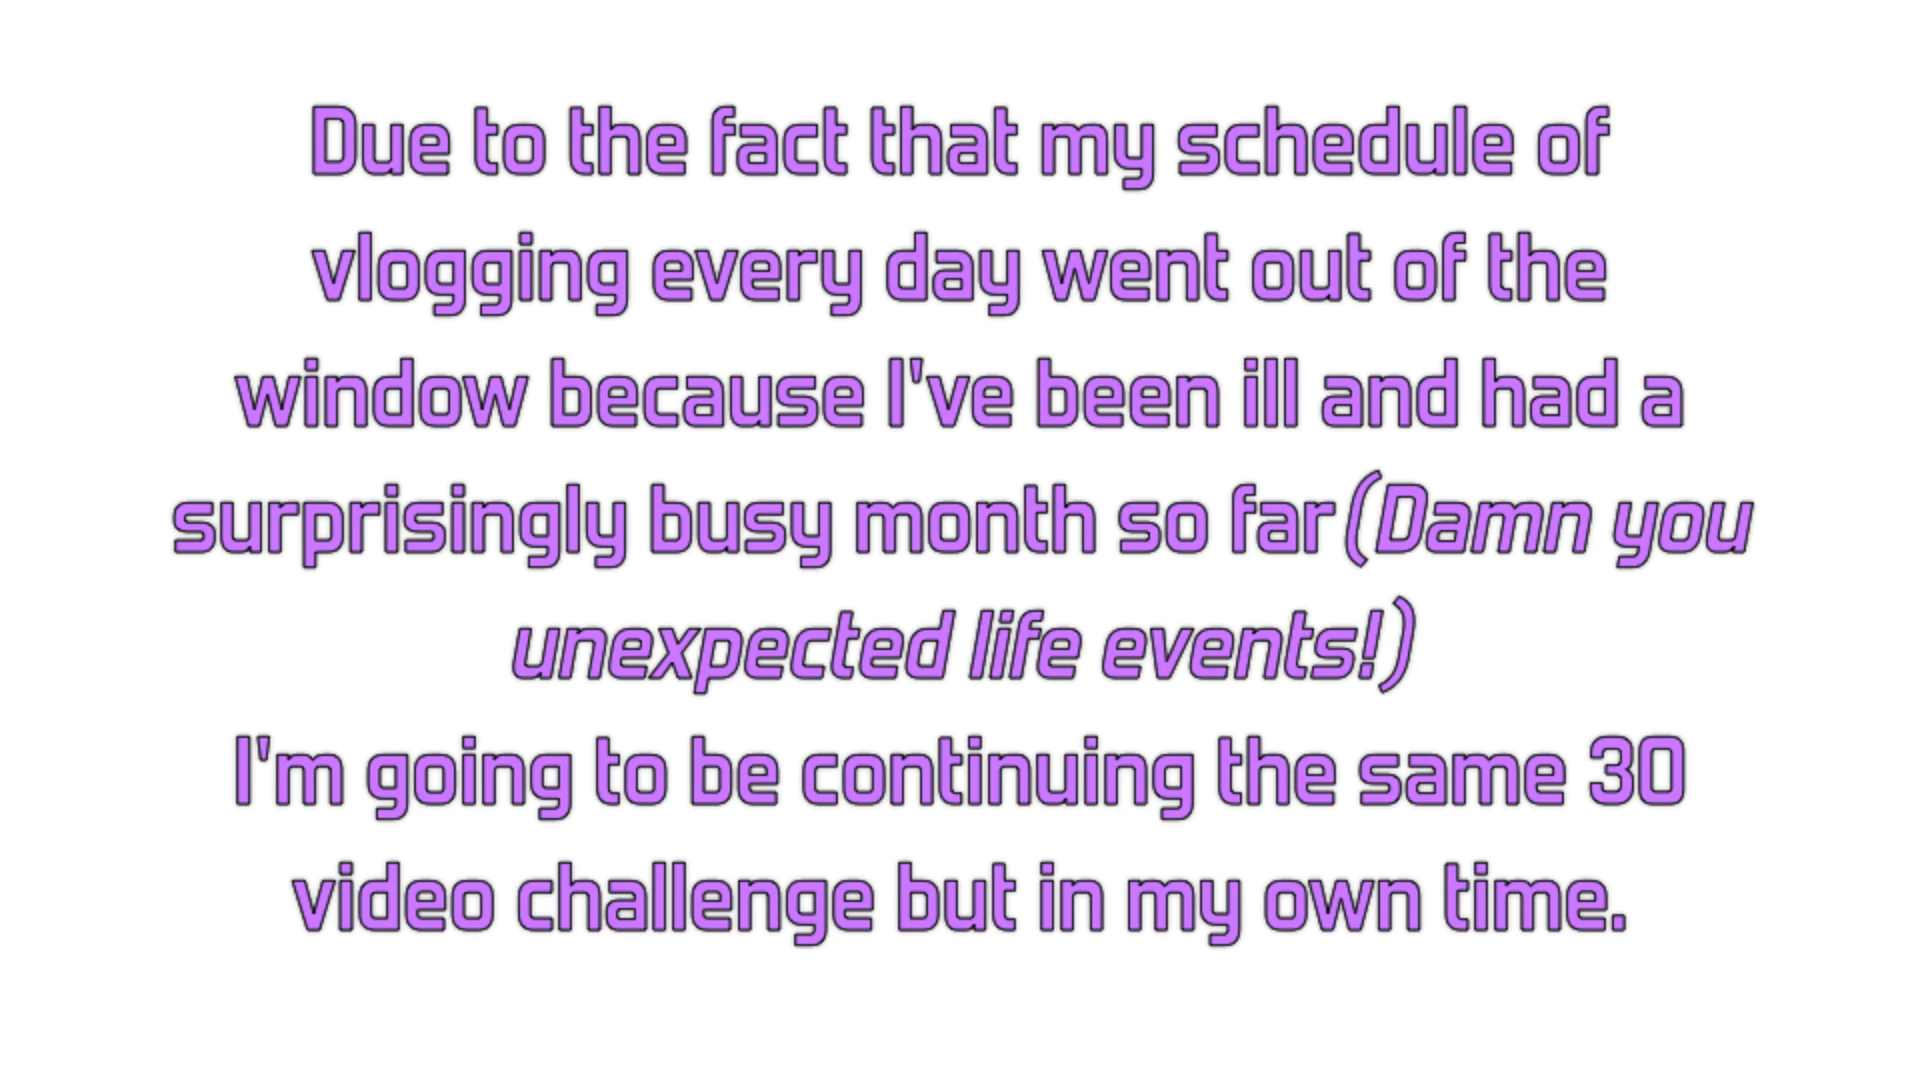 Due to the fact that my schedule of
vlogging every day went out of the
window because I've been ill and had a
surprisingly busy month so far(Damn you
unexpected life events!)
I'm going to be continuing the same 30
video challenge but in my own time.